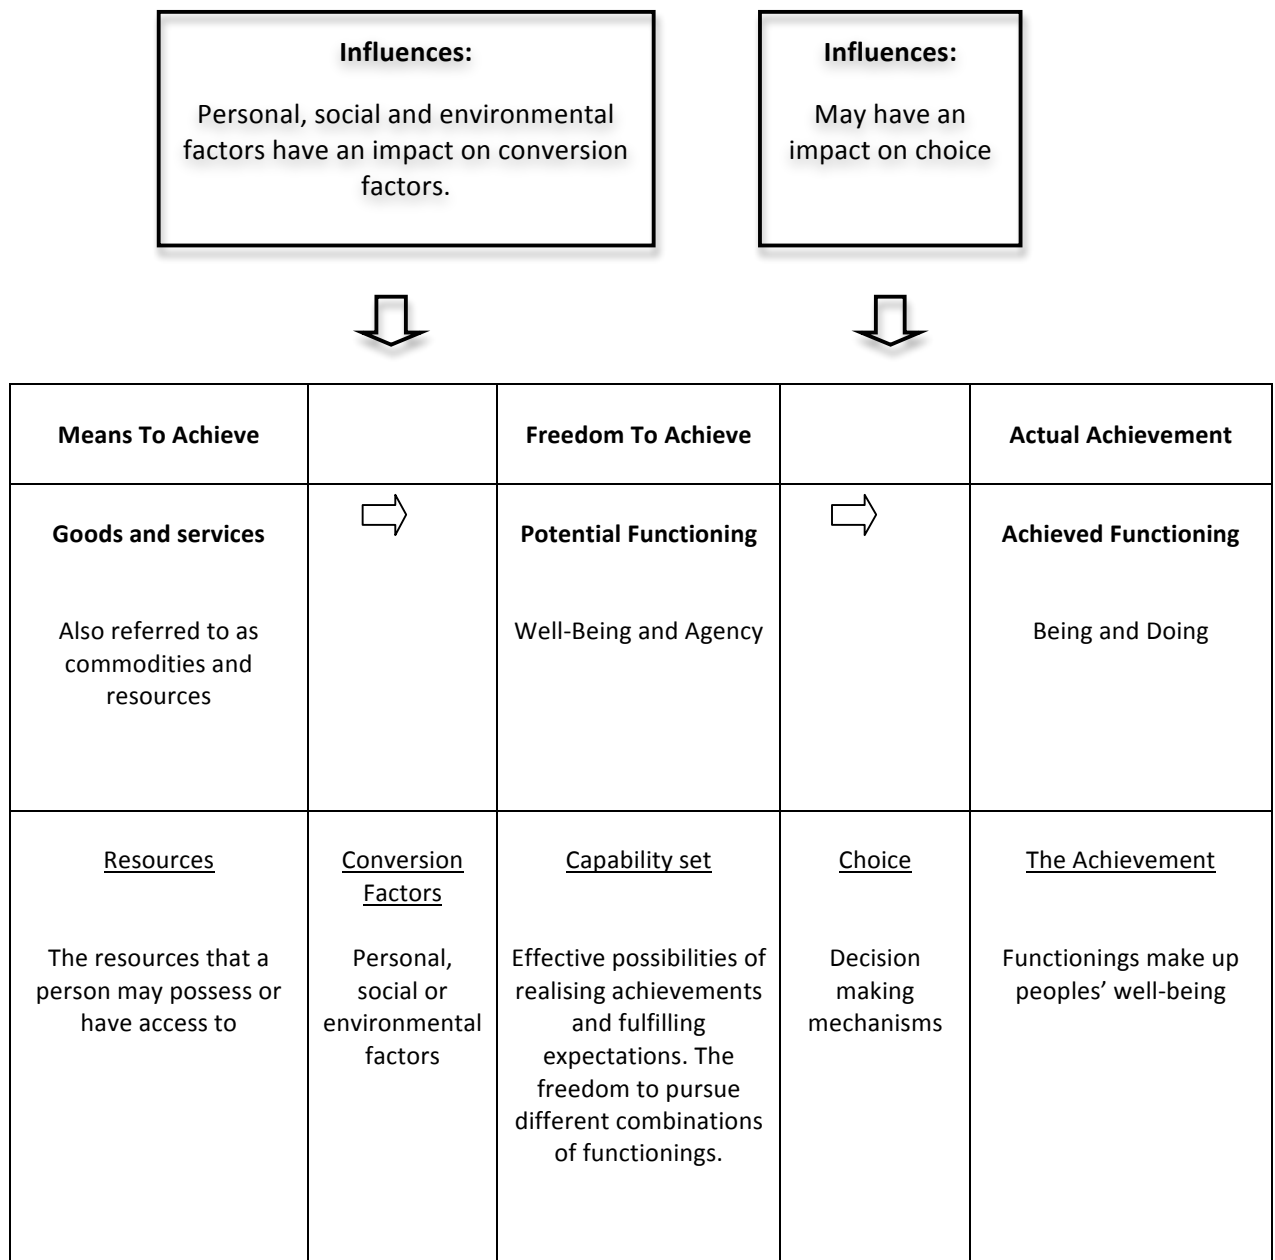 Influences:
Personal, social and environmental
factors have an impact on conversion
factors.
Influences:
May have an
impact on choice
Means To Achieve
Freedom To Achieve
Actual Achievement
Goods and services
Also referred to as
commodities and
resources
Potential Functioning
Well-Being and Agency
Achieved Functioning
Being and Doing
Resources
The resources that a
person may possess or
have access to
Conversion
Factors
Personal,
social or
environmental
factors
Capability set
Effective possibilities of
realising achievements
and fulfilling
expectations. The
freedom to pursue
different combinations
of functionings.
Choice
Decision
making
mechanisms
The Achievement
Functionings make up
peoples’ well-being